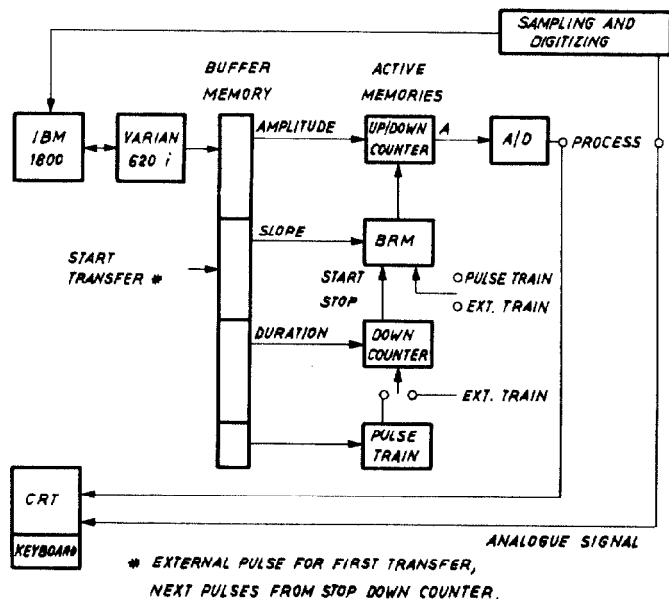 SAMPLING AND
DIGITIZING
BUFFER
MEMORY
ACTIVE
MEMORIES
IBM
1800
VARIAN
620 i
AMPLITUDE
UP/DOWN
COUNTER
A
A/D
PROCESS
SLOPE
BRM
START
TRANSFER *
START
STOP
PULSE TRAIN
EXT. TRAIN
DURATION
DOWN
COUNTER
EXT. TRAIN
PULSE
TRAIN
CRT
KEYBOARD
ANALOGUE SIGNAL
* EXTERNAL PULSE FOR FIRST TRANSFER,
NEXT PULSES FROM STOP DOWN COUNTER.